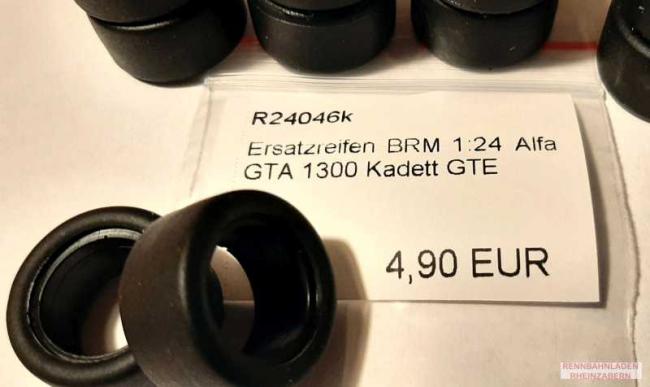 R24046k
Ersatzreifen BRM 1:24 Alfa
GTA 1300 Kadett GTE
4,90 EUR
RENNBAHNLADEN
RHEINZABERN